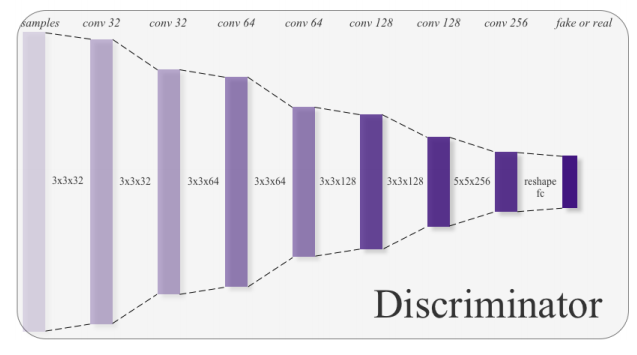 samples conv 32 conv 32 conv 64 conv 64 conv 128 conv 128 conv 256 fake or real
3x3x32 3x3x32 3x3x64 3x3x64 3x3x128 3x3x128 5x5x256 reshape
fc
Discriminator